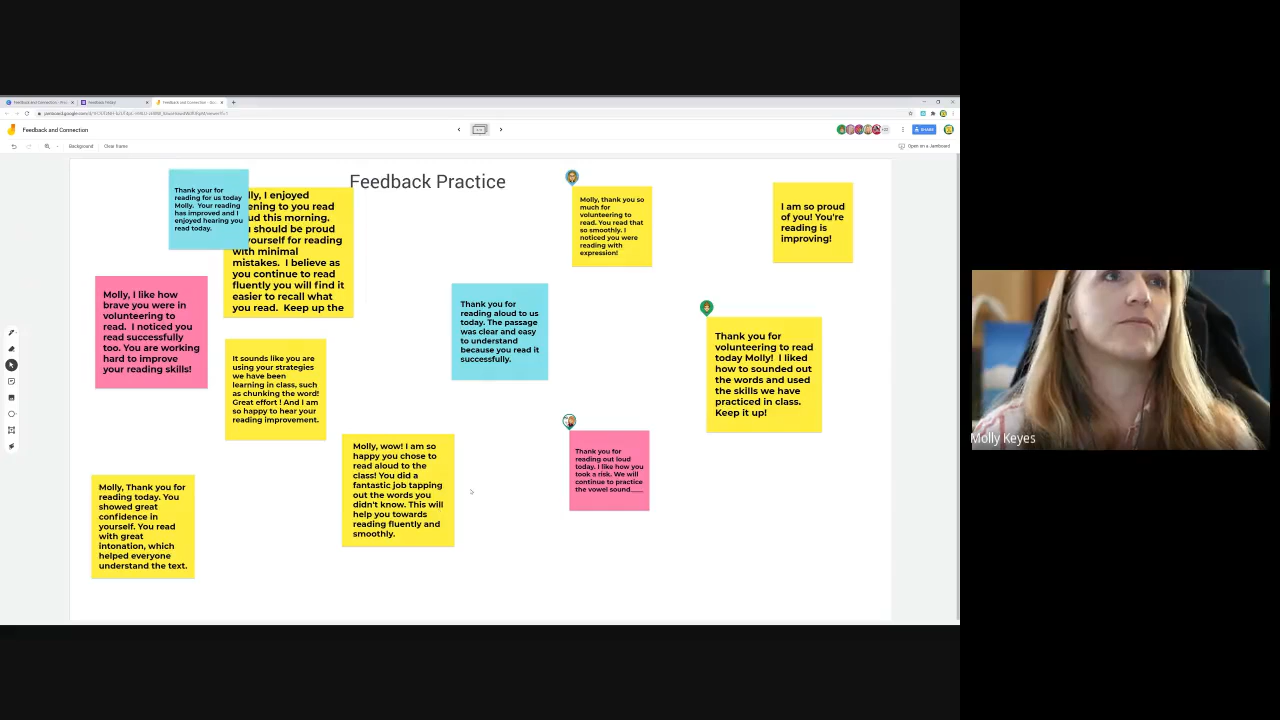 Feedback and Connection
SHARE
Background
Clear frame
Open on a Jamboard
Feedback Practice
Thank your for
reading for us today
Molly. Your reading
has improved and I
enjoyed hearing you
read today.
I enjoyed
to you read
this morning.
should be proud
yourself for reading
with minimal
mistakes. I believe as
you continue to read
fluently you will find it
easier to recall what
you read. Keep up the
Molly, thank you so
much for
volunteering to
read. You read that
so smoothly. I
noticed you were
reading with
expression!
I am so proud
of you! You're
reading is
improving!
Molly, I like how
brave you were in
volunteering to
read. I noticed you
read successfully
too. You are working
hard to improve
your reading skills!
Thank you for
reading aloud to us
today. The passage
was clear and easy
to understand
because you read it
successfully.
Thank you for
volunteering to read
today Molly! I liked
how to sounded out
the words and used
the skills we have
practiced in class.
Keep it up!
It sounds like you are
using your strategies
we have been
learning in class, such
as chunking the word!
Great effort ! And I am
so happy to hear your
reading improvement.
Molly, wow! I am so
happy you chose to
read aloud to the
class! You did a
fantastic job tapping
out the words you
didn't know. This will
help you towards
reading fluently and
smoothly.
Thank you for
reading out loud
today. I like how you
took a risk. We will
continue to practice
the vowel sound____
Molly, Thank you for
reading today. You
showed great
confidence in
yourself. You read
with great
intonation, which
helped everyone
understand the text.
Molly Keyes